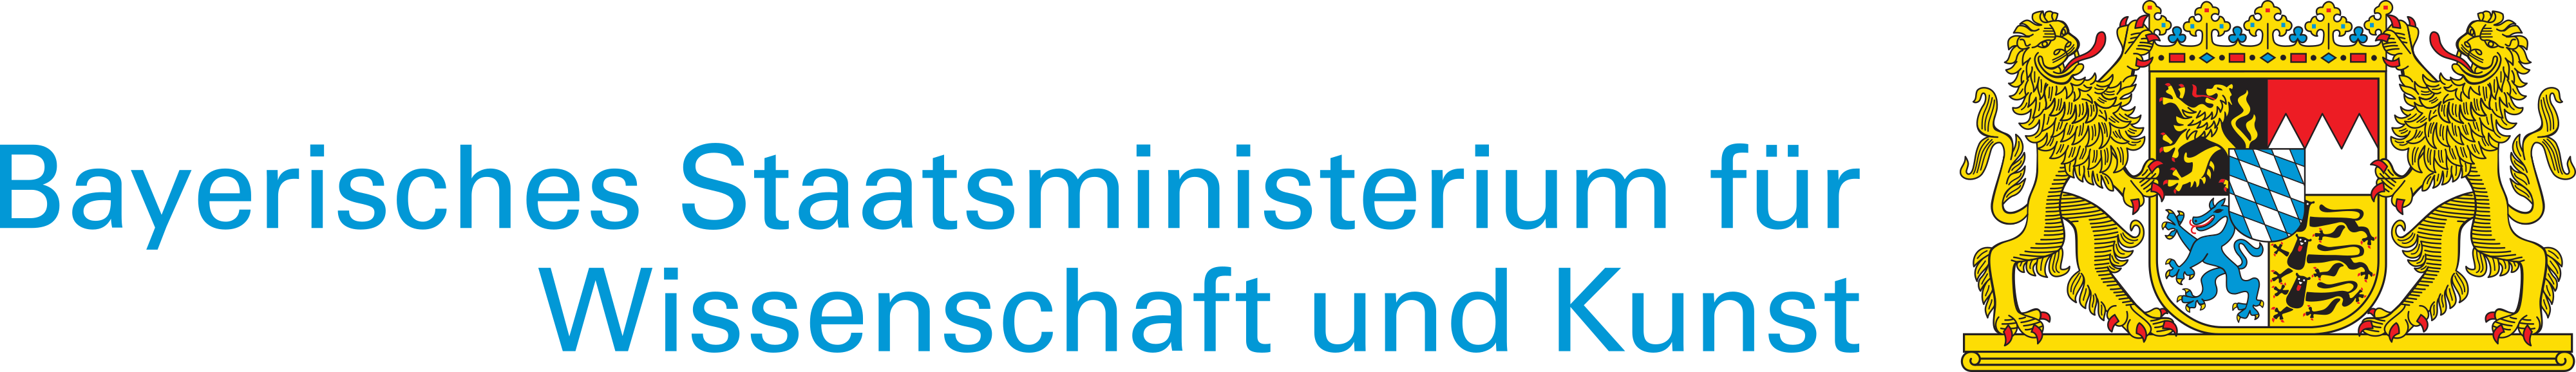 Bayerisches Staatsministerium für
Wissenschaft und Kunst